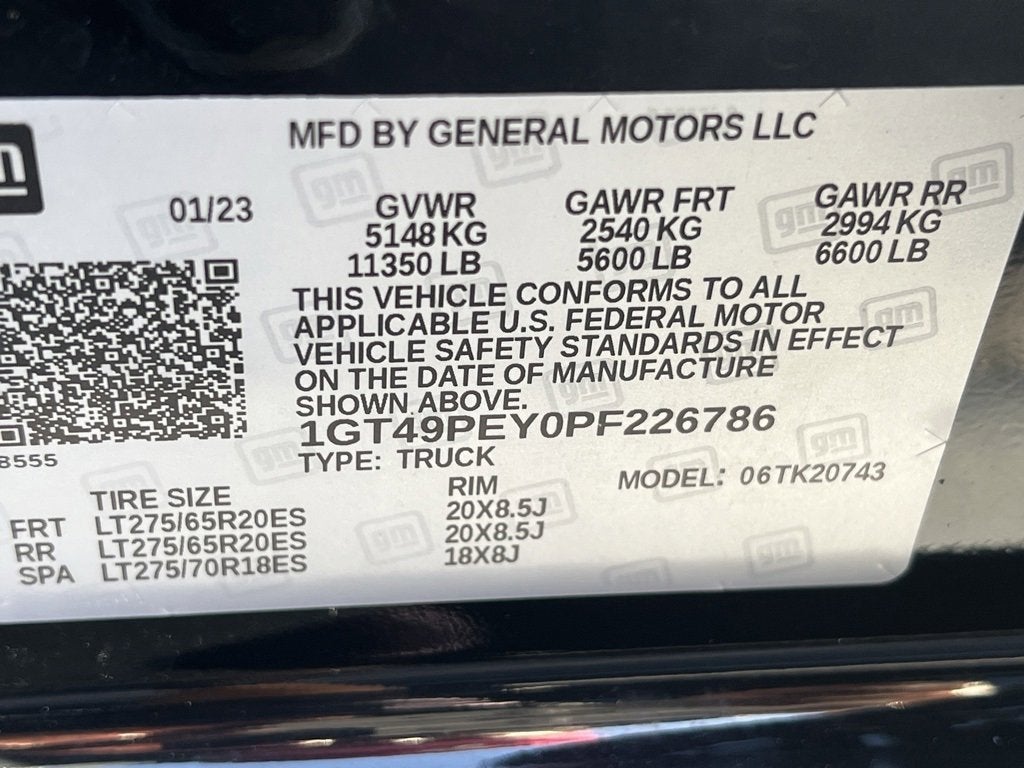 MFD BY GENERAL MOTORS LLC
gm
01/23
GVWR
5148 KG
11350 LB
GAWR FRT
2540 KG
5600 LB
GAWR RR
2994 KG
6600 LB
THIS VEHICLE CONFORMS TO ALL
APPLICABLE U.S. FEDERAL MOTOR
VEHICLE SAFETY STANDARDS IN EFFECT
ON THE DATE OF MANUFACTURE
SHOWN ABOVE.
1GT49PEY0PF226786
8555
TYPE: TRUCK
MODEL: 06TK20743
TIRE SIZE
RIM
FRT LT275/65R20ES 20X8.5J
RR LT275/65R20ES 20X8.5J
SPA LT275/70R18ES 18X8J